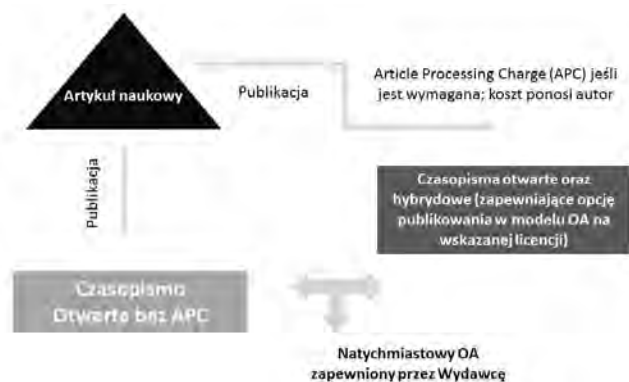 Artykuł naukowy
Publikacja
Article Processing Charge (APC) jeśli
jest wymagana; koszt ponosi autor
Publikacja
Czasopisma otwarte oraz
hybrydowe (zapewniające opcję
publikowania w modelu OA na
wskazanej licencji)
Czasopismo
Otwarte bez APC
Natychmiastowy OA
zapewniony przez Wydawcę